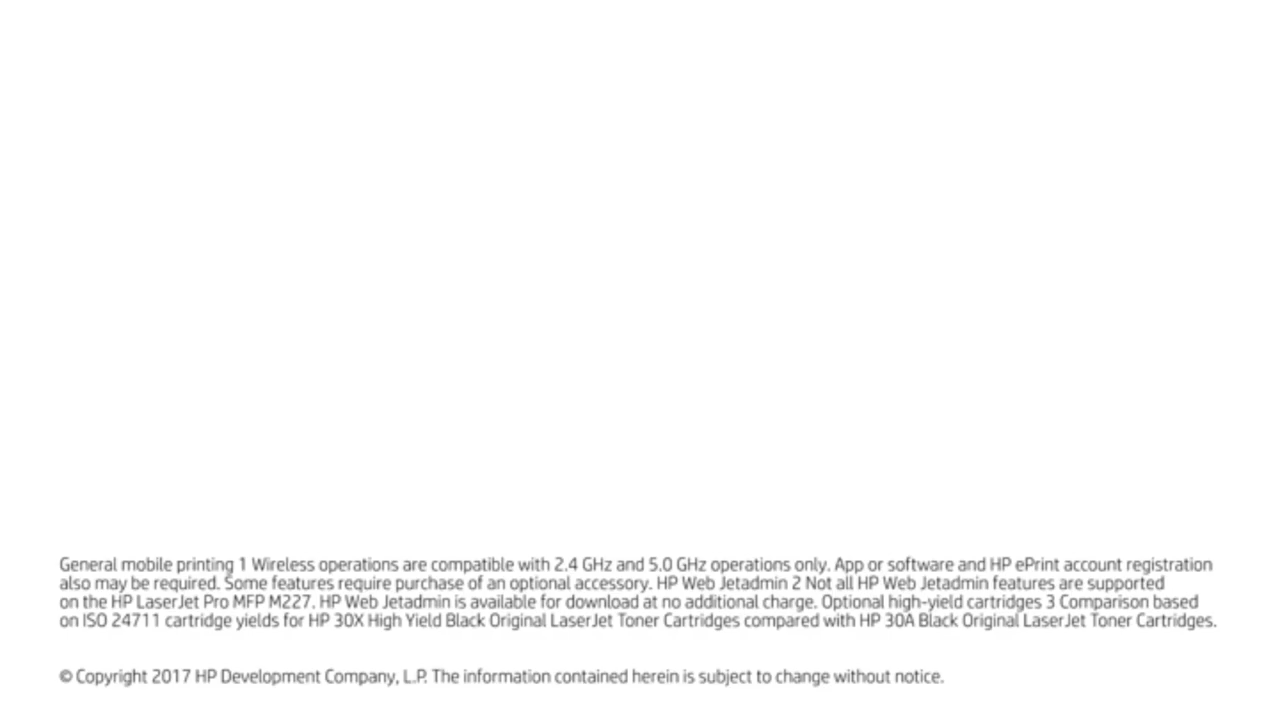 General mobile printing 1 Wireless operations are compatible with 2.4 GHz and 5.0 GHz operations only. App or software and HP ePrint account registration
also may be required. Some features require purchase of an optional accessory. HP Web Jetadmin 2 Not all HP Web Jetadmin features are supported
on the HP LaserJet Pro MFP M227. HP Web Jetadmin is available for download at no additional charge. Optional high-yield cartridges 3 Comparison based
on ISO 24711 cartridge yields for HP 30X High Yield Black Original LaserJet Toner Cartridges compared with HP 30A Black Original LaserJet Toner Cartridges.
© Copyright 2017 HP Development Company, L.P. The information contained herein is subject to change without notice.